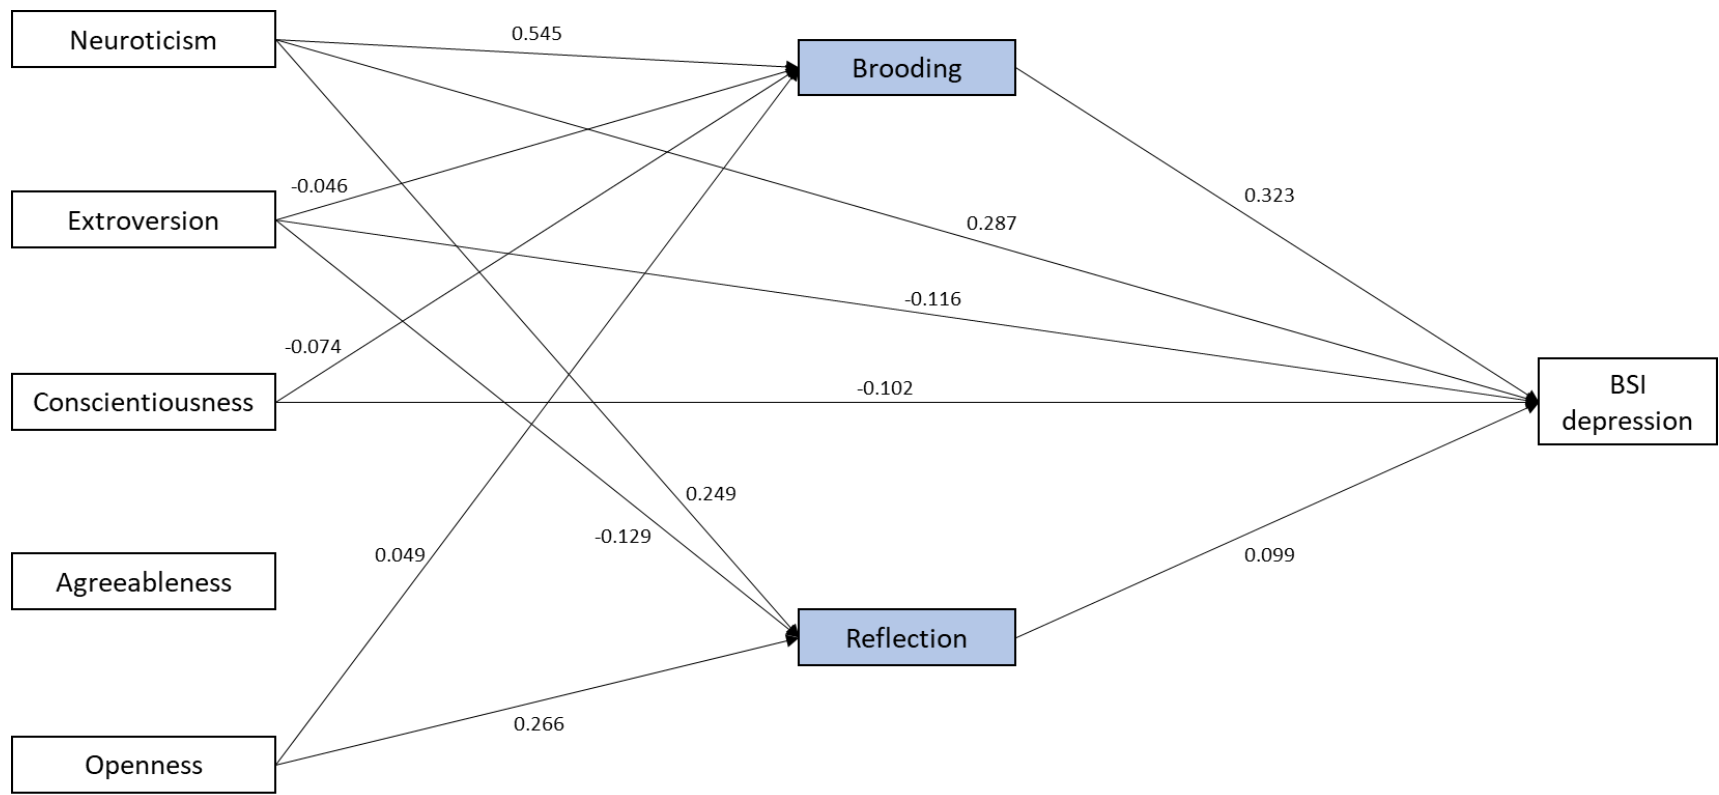 Neuroticism
0.545
Brooding
-0.046
Extroversion
0.323
0.287
-0.116
-0.074
Conscientiousness
-0.102
BSI
depression
0.249
-0.129
0.049
0.099
Agreeableness
Reflection
0.266
Openness